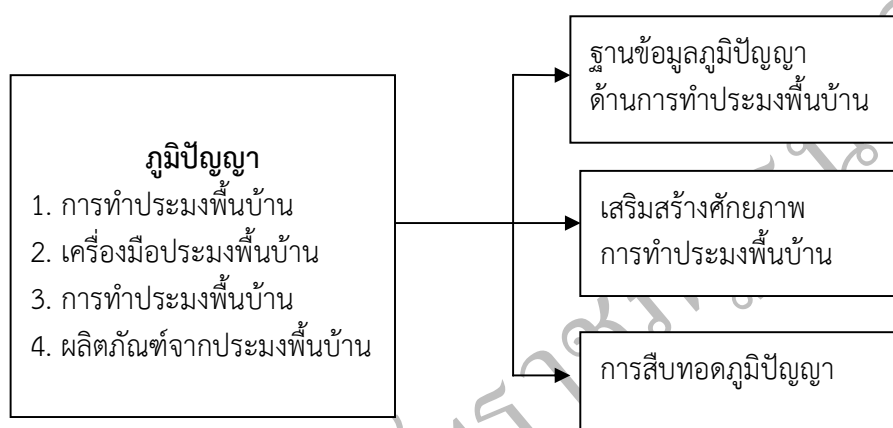 ภูมิปัญญา
1. การทำประมงพื้นบ้าน
2. เครื่องมือประมงพื้นบ้าน
3. การทำประมงพื้นบ้าน
4. ผลิตภัณฑ์จากประมงพื้นบ้าน
ฐานข้อมูลภูมิปัญญา
ด้านการทำประมงพื้นบ้าน
เสริมสร้างศักยภาพ
การทำประมงพื้นบ้าน
การสืบทอดภูมิปัญญา